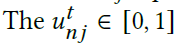 The $u_{nj}^{t} \in [0, 1]$